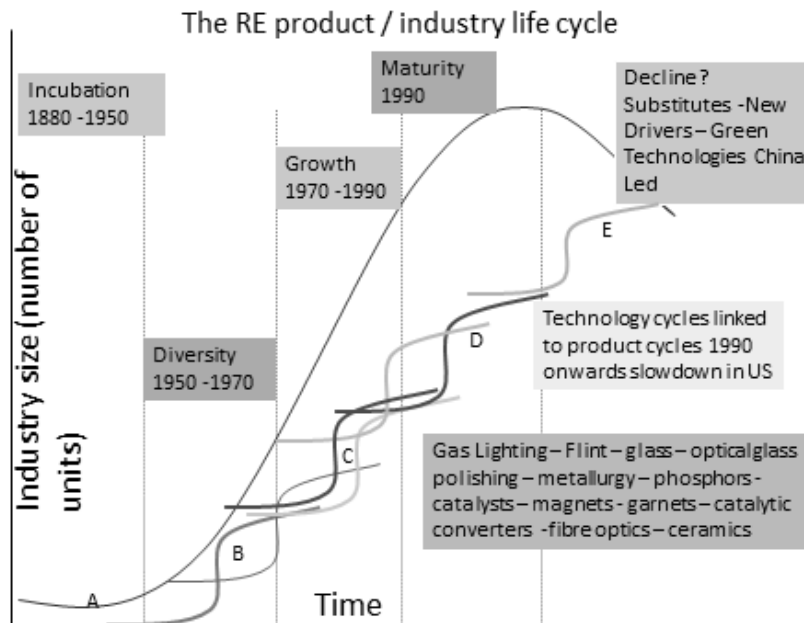 The RE product / industry life cycle
Incubation
1880 -1950
Maturity
1990
Decline?
Substitutes -New
Drivers – Green
Technologies China
Led
Growth
1970 -1990
Diversity
1950 -1970
Industry size (number of
units)
Technology cycles linked
to product cycles 1990
onwards slowdown in US
Gas Lighting – Flint – glass – optical glass
polishing – metallurgy – phosphors-
catalysts – magnets - garnets – catalytic
converters -fibre optics – ceramics
A
B
C
D
E
Time